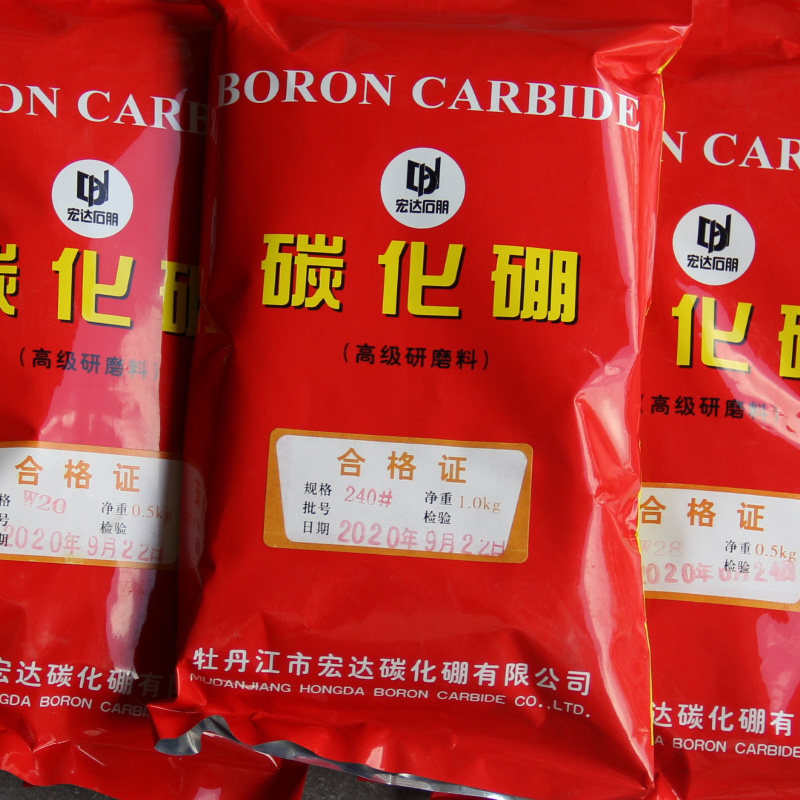 ON CARB
宏达石朋
碳化硼
(高级研磨料)
合格证
格 W20 净重 0.5kg
号 检验
期 2020年9月22日
宏达碳化硼有
GDA BORON CARBIDE
BORON CARBIDE
宏达石朋
碳化硼
(高级研磨料)
合格证
规格 240# 净重 1.0kg
批号 检验
日期 2020年9月22日
牡丹江市宏达碳化硼有限公司
MUDANJIANG HONGDA BORON CARBIDE CO.,LTD.
N CAR
宏达石朋
化硼
(高级研磨料)
合格证
W28 净重 0.5kg
检验
达碳化硼有
A BORON CARBIDE